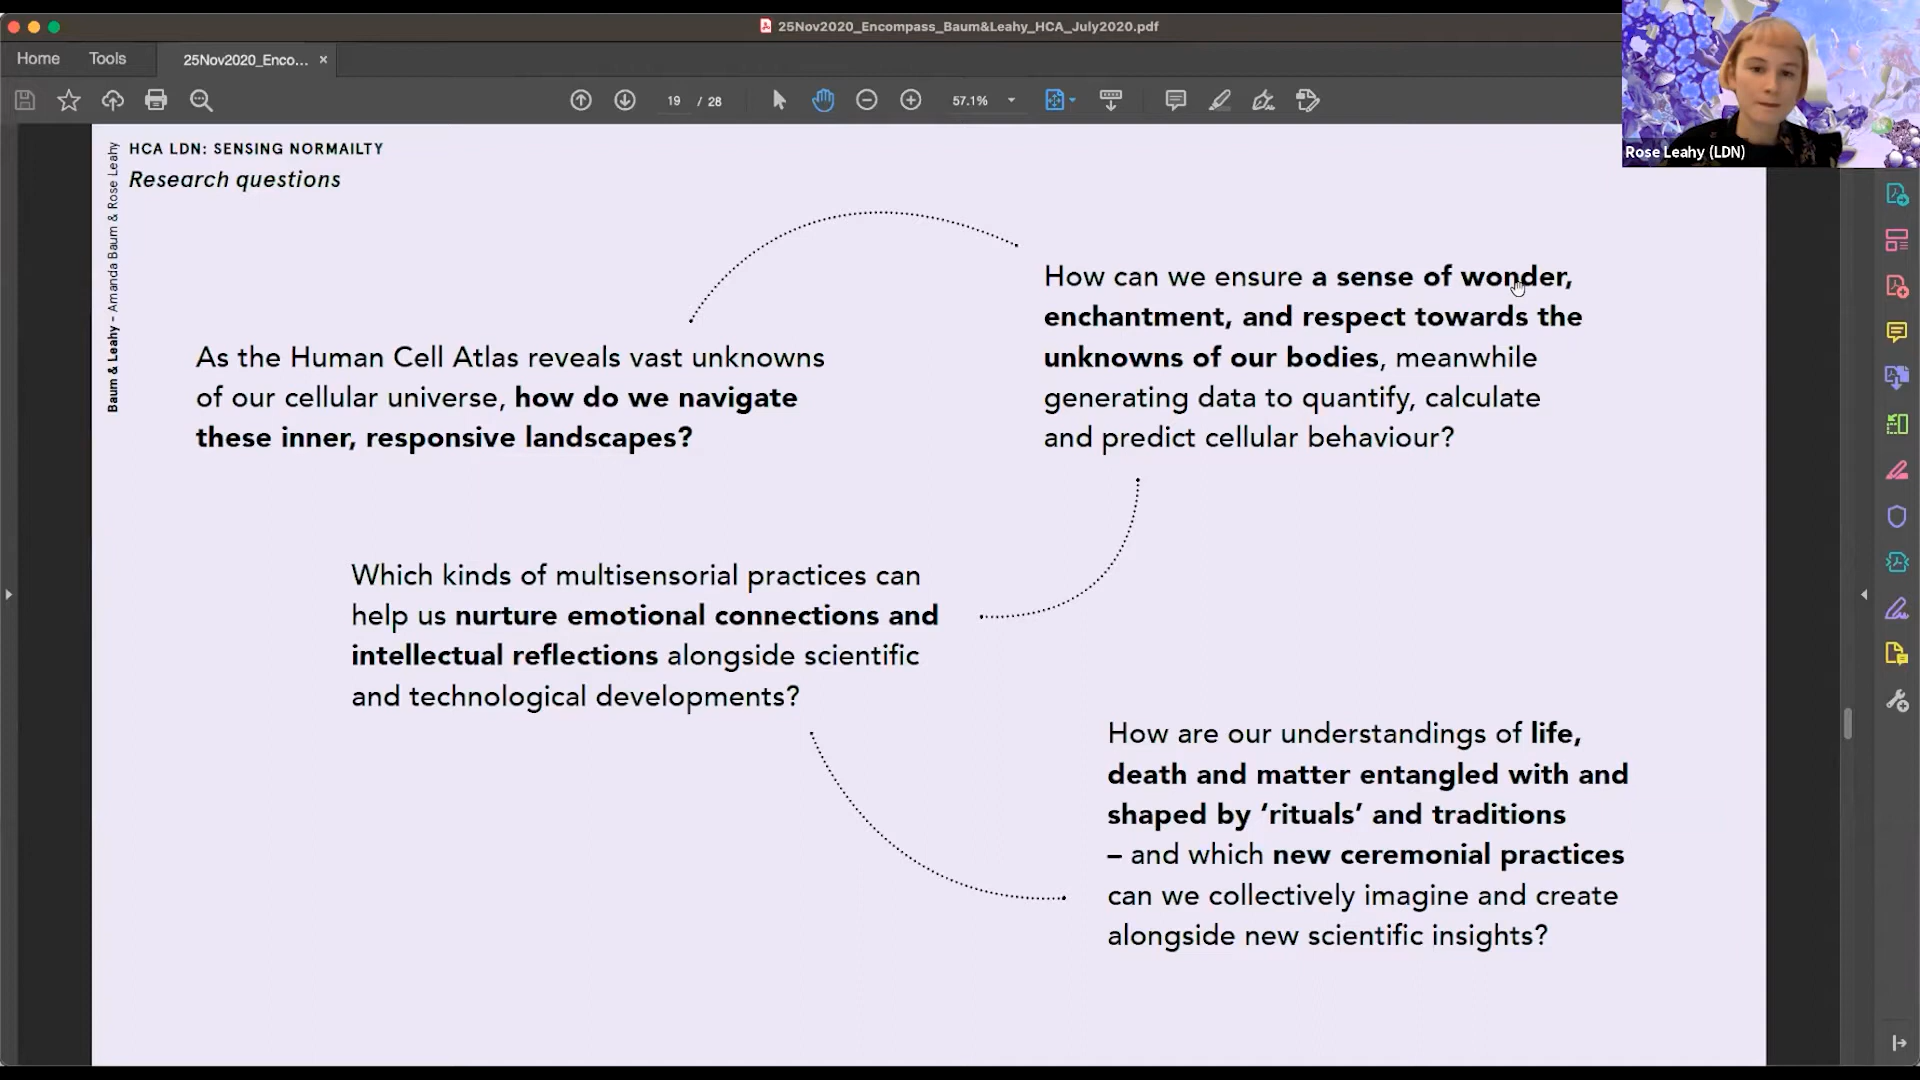 25Nov2020_Encompass_Baum&Leahy_HCA_July2020.pdf
Home
Tools
25Nov2020_Enco...
19 / 28
57.1%
Rose Leahy (LDN)
Baum & Leahy – Amanda Baum & Rose Leahy
HCA LDN: SENSING NORMAILTY
Research questions
As the Human Cell Atlas reveals vast unknowns
of our cellular universe, how do we navigate
these inner, responsive landscapes?
How can we ensure a sense of wonder,
enchantment, and respect towards the
unknowns of our bodies, meanwhile
generating data to quantify, calculate
and predict cellular behaviour?
Which kinds of multisensorial practices can
help us nurture emotional connections and
intellectual reflections alongside scientific
and technological developments?
How are our understandings of life,
death and matter entangled with and
shaped by ‘rituals’ and traditions
– and which new ceremonial practices
can we collectively imagine and create
alongside new scientific insights?